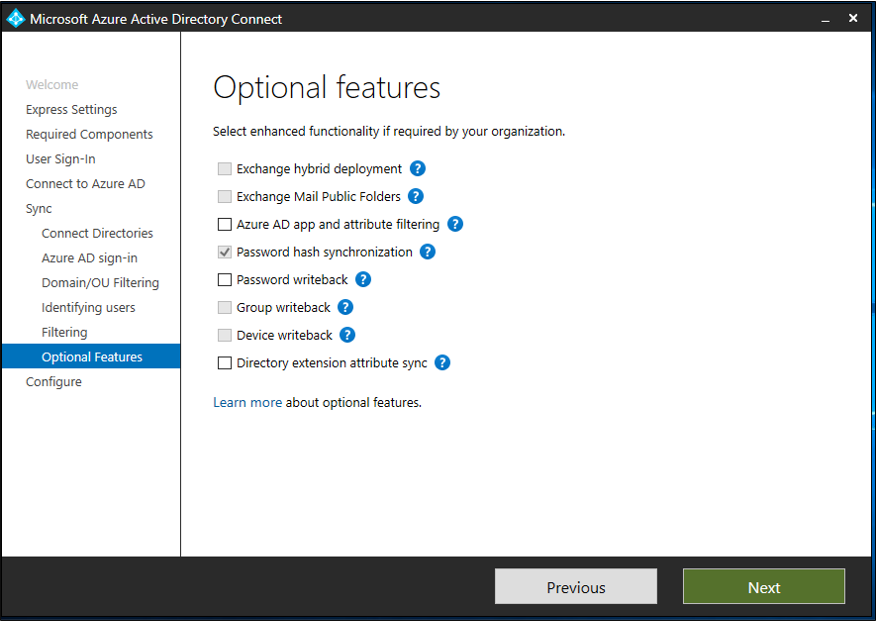 Microsoft Azure Active Directory Connect
Welcome
Express Settings
Required Components
User Sign-In
Connect to Azure AD
Sync
Connect Directories
Azure AD sign-in
Domain/OU Filtering
Identifying users
Filtering
Optional Features
Configure
Optional features
Select enhanced functionality if required by your organization.
Exchange hybrid deployment ?
Exchange Mail Public Folders ?
Azure AD app and attribute filtering ?
Password hash synchronization ?
Password writeback ?
Group writeback ?
Device writeback ?
Directory extension attribute sync ?
Learn more about optional features.
Previous
Next